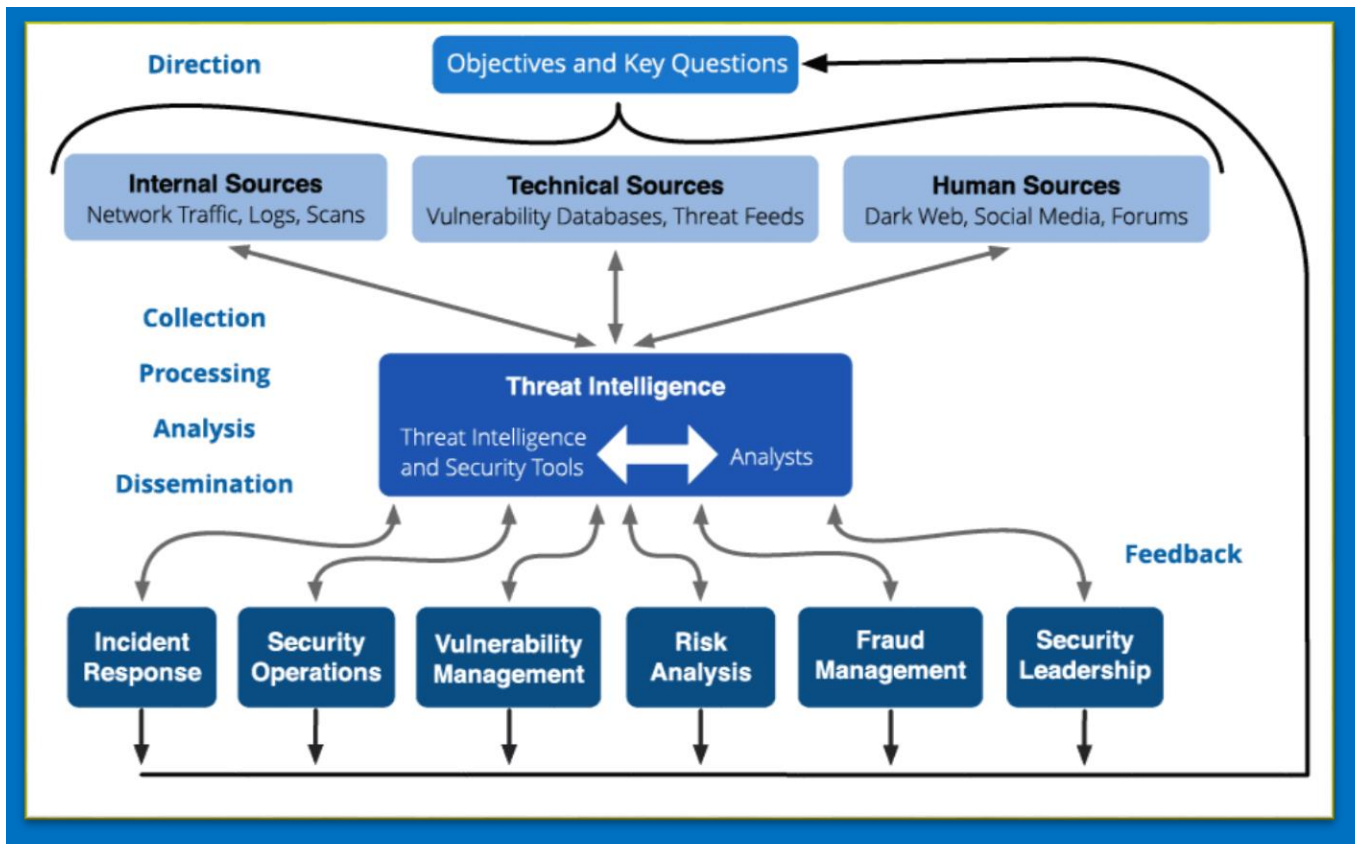 Direction
Objectives and Key Questions
Internal Sources
Network Traffic, Logs, Scans
Technical Sources
Vulnerability Databases, Threat Feeds
Human Sources
Dark Web, Social Media, Forums
Collection
Processing
Analysis
Dissemination
Threat Intelligence
Threat Intelligence
and Security Tools
Analysts
Feedback
Incident
Response
Security
Operations
Vulnerability
Management
Risk
Analysis
Fraud
Management
Security
Leadership